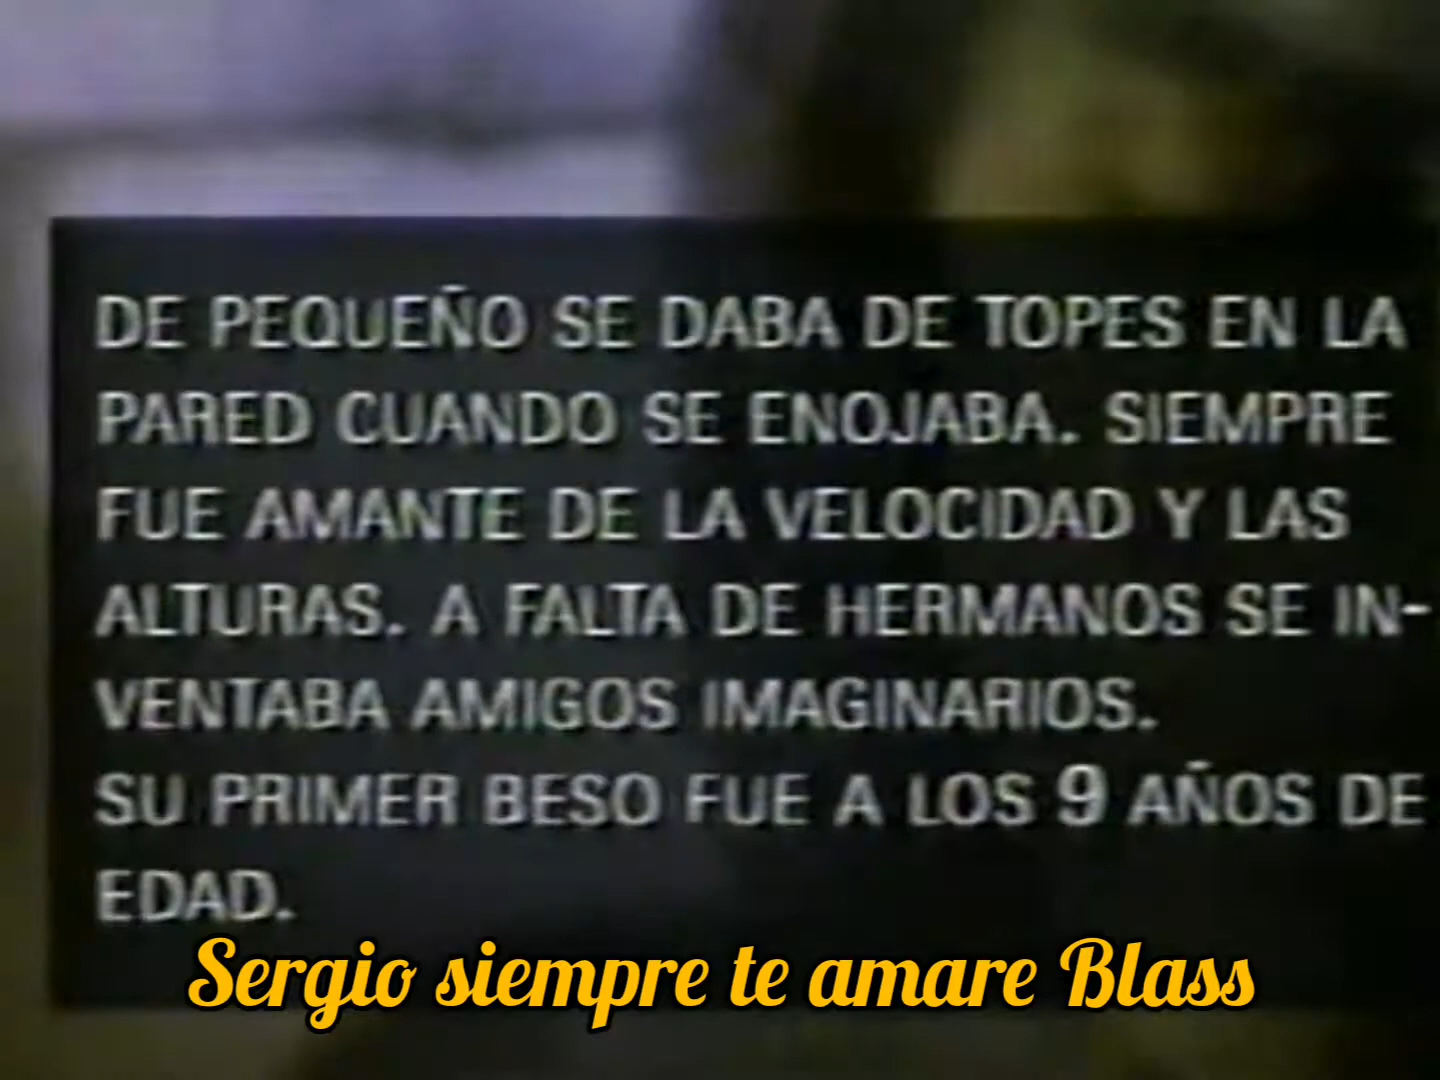 DE PEQUEÑO SE DABA DE TOPES EN LA
PARED CUANDO SE ENOJABA. SIEMPRE
FUE AMANTE DE LA VELOCIDAD Y LAS
ALTURAS. A FALTA DE HERMANOS SE IN-
VENTABA AMIGOS IMAGINARIOS.
SU PRIMER BESO FUE A LOS 9 AÑOS DE
EDAD.
Sergio siempre te amare Blass